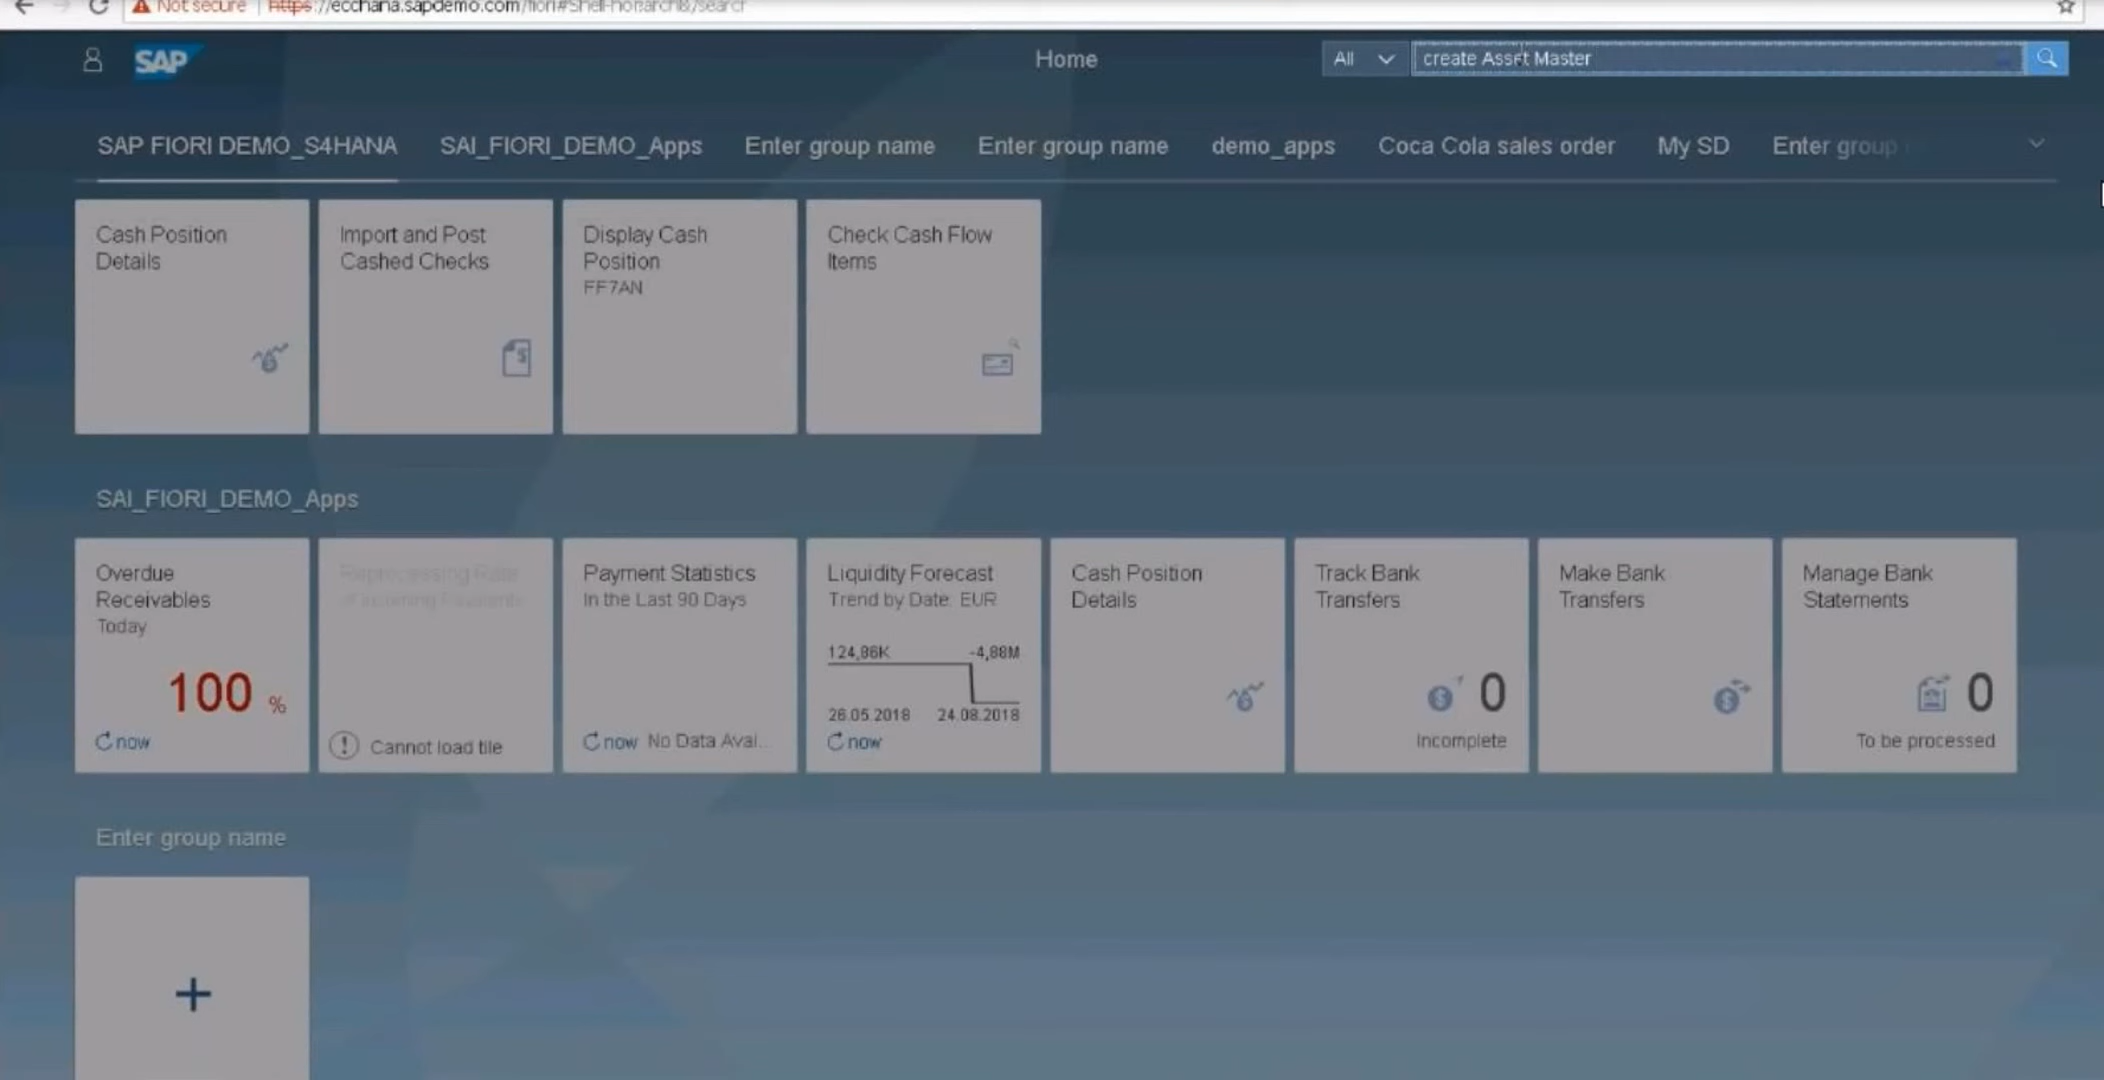 Not secure https://ecchana.sapdemo.com/fiori#Shell-home
SAP
Home
All
create Asset Master
SAP FIORI DEMO_S4HANA
SAI_FIORI_DEMO_Apps
Enter group name
Enter group name
demo_apps
Coca Cola sales order
My SD
Enter group
Cash Position
Details
Import and Post
Cashed Checks
Display Cash
Position
FF7AN
Check Cash Flow
Items
SAI_FIORI_DEMO_Apps
Overdue
Receivables
Today
100 %
now
Cannot load tile
Payment Statistics
In the Last 90 Days
now No Data Avai...
Liquidity Forecast
Trend by Date: EUR
124,86K -4,88M
26.05.2018 24.08.2018
now
Cash Position
Details
Track Bank
Transfers
0
Incomplete
Make Bank
Transfers
Manage Bank
Statements
0
To be processed
Enter group name